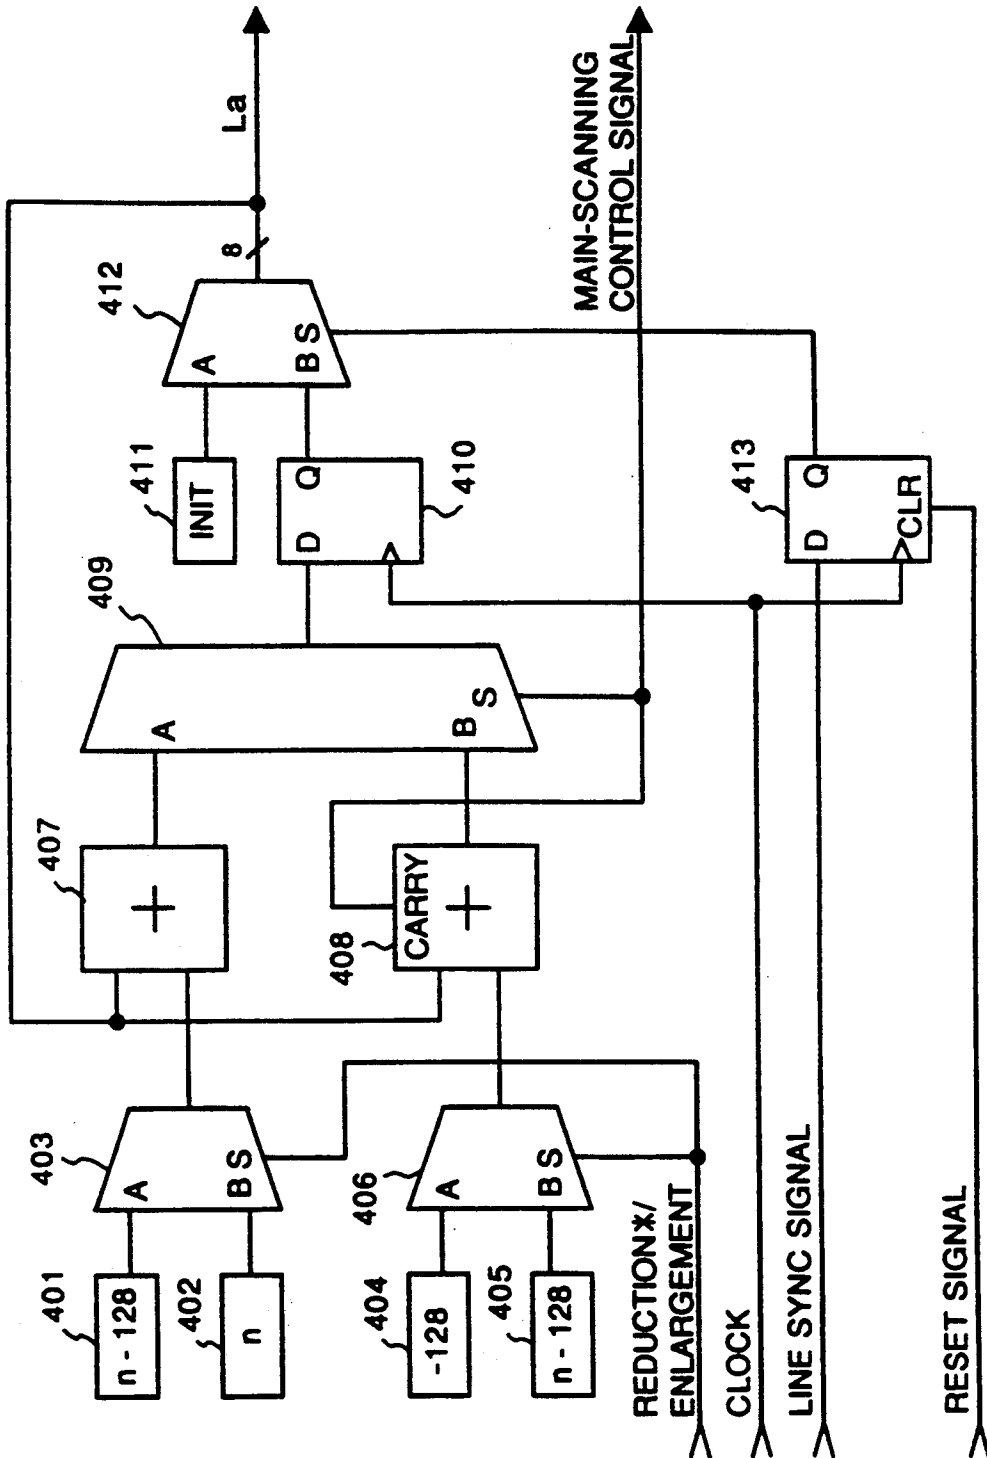 401
n - 128
402
n
403
A
B S
404
-128
405
n - 128
406
A
B S
407
+
408
CARRY
+
409
A
B S
D Q
410
411
INIT
412
A
B S
8
La
MAIN-SCANNING
CONTROL SIGNAL
413
D Q
CLR
REDUCTION*/
ENLARGEMENT
CLOCK
LINE SYNC SIGNAL
RESET SIGNAL